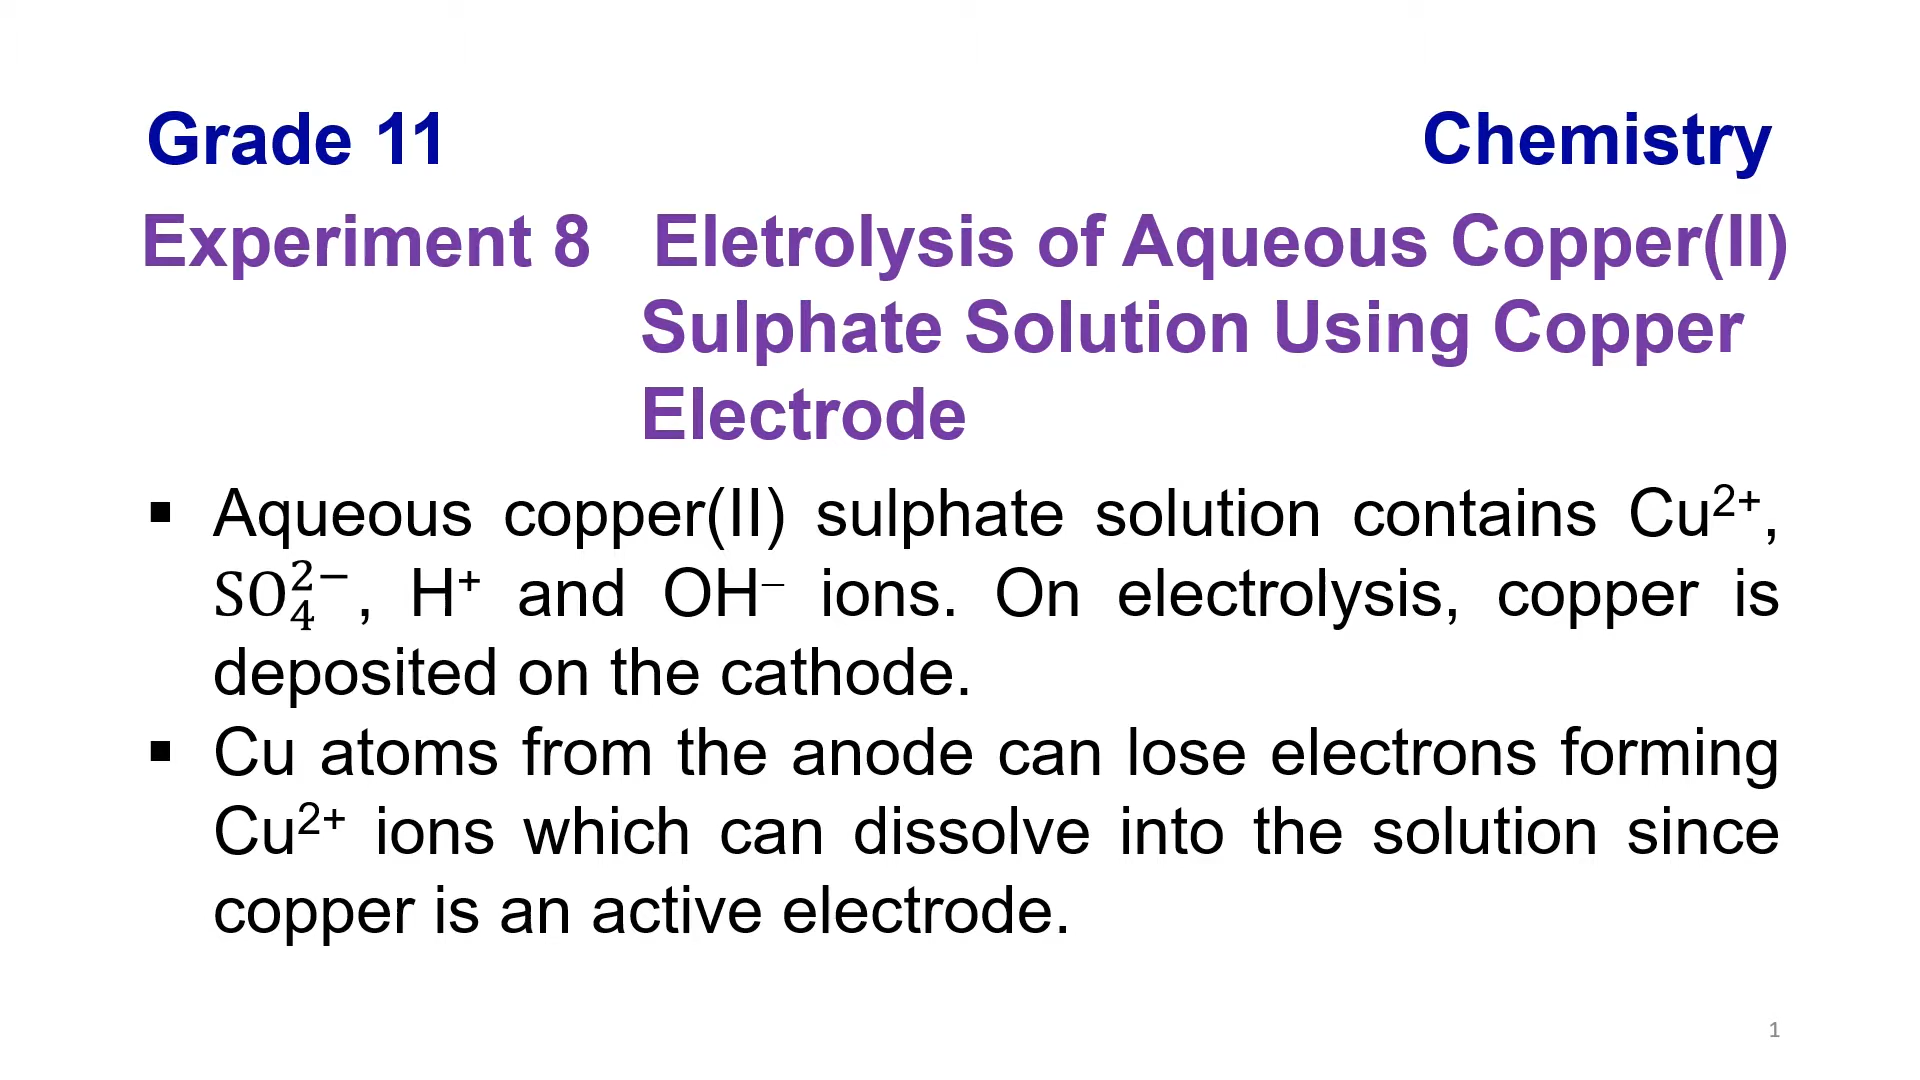 Grade 11 Chemistry
Experiment 8 Eletrolysis of Aqueous Copper(II)
Sulphate Solution Using Copper
Electrode
▪ Aqueous copper(II) sulphate solution contains Cu²⁺,
SO₄²⁻, H⁺ and OH⁻ ions. On electrolysis, copper is
deposited on the cathode.
▪ Cu atoms from the anode can lose electrons forming
Cu²⁺ ions which can dissolve into the solution since
copper is an active electrode.
1